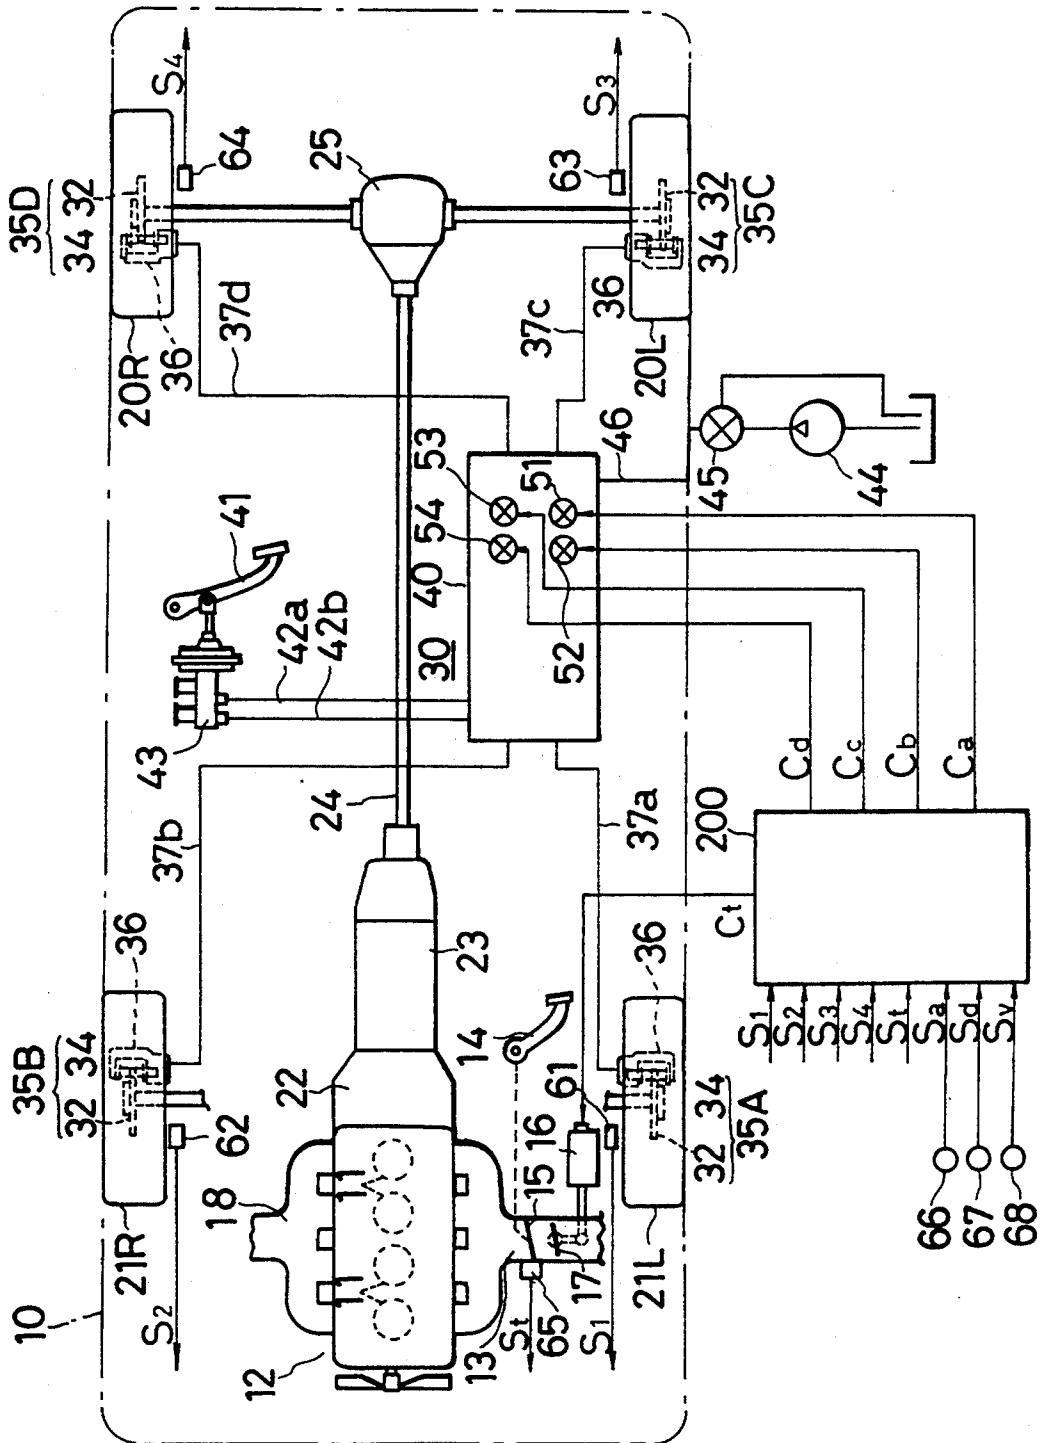 10
21R
S2
62
35B
32 34
36
37b
43
41
42a
42b
20R
36
37d
35D
34 32
S4
64
25
12
18
22
23
24
30
40
54
53
52
51
46
45
44
37c
20L
36
34 32
35C
63
S3
13
St
65
S1
17
15
16
14
61
21L
32 34
35A
36
37a
Ct
200
Cd
Cc
Cb
Ca
S1
S2
S3
S4
St
Sa
Sd
Sv
66
67
68